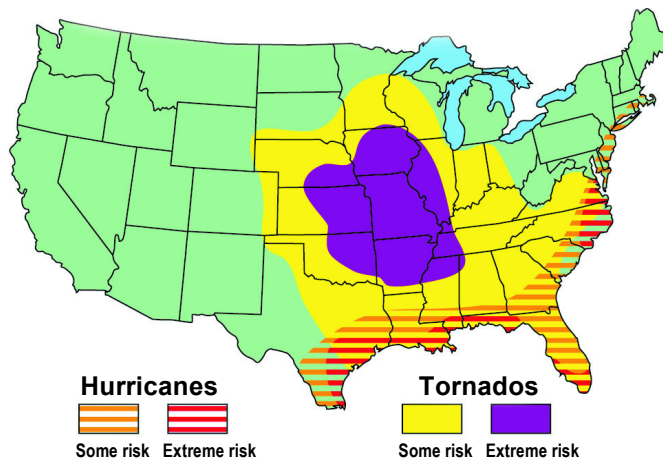 Hurricanes
Tornados
Some risk
Extreme risk
Some risk
Extreme risk